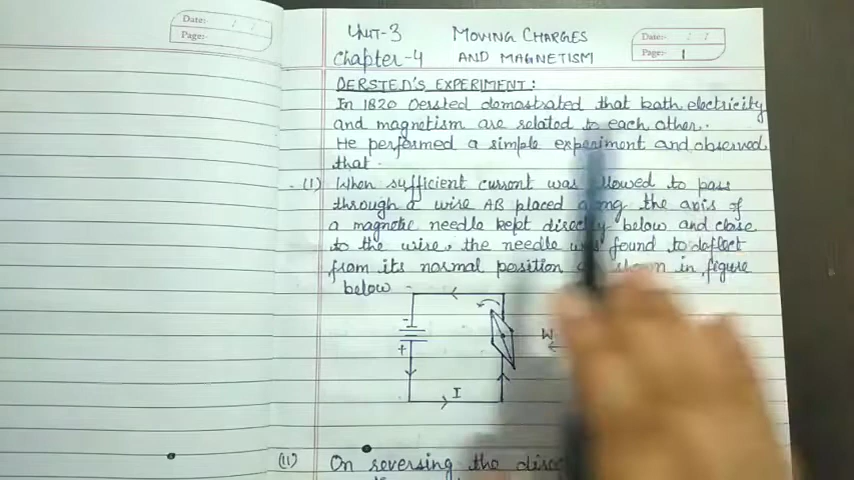 Date:-
Page:-
Unit-3 MOVING CHARGES
Chapter-4 AND MAGNETISM
Date:-
Page:- 1
OERSTED'S EXPERIMENT:
In 1820 Oersted demostrated that both electricity
and magnetism are related to each other.
He performed a simple experiment and observed
that.
(I) When sufficient current was allowed to pass
through a wire AB placed along the axis of
a magnetic needle kept directly below and close
to the wire, the needle was found to deflect
from its normal position shown in figure
below -
-
+
I
W
(II) On reversing the